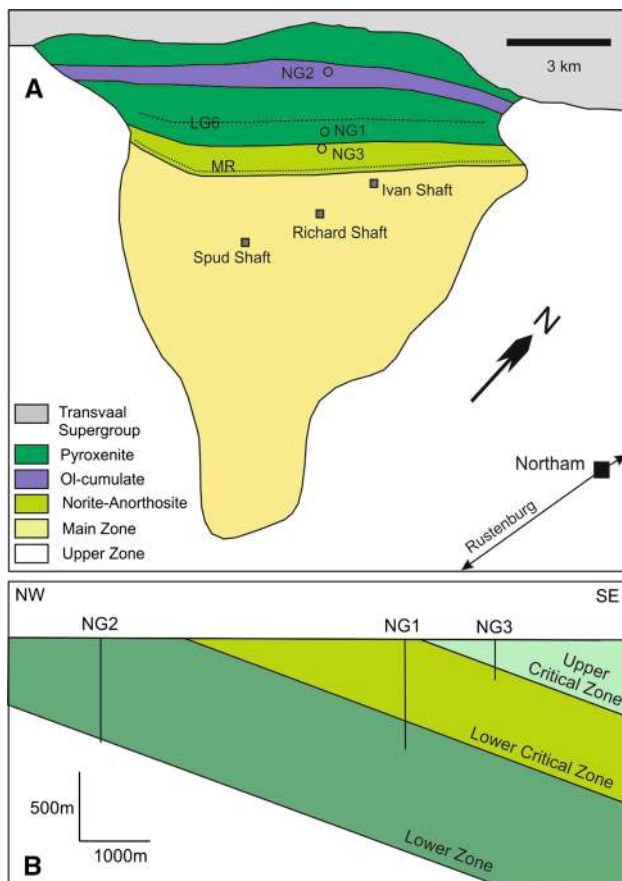 A
3 km
NG2
LG6
NG1
NG3
MR
Ivan Shaft
Richard Shaft
Spud Shaft
N
Transvaal
Supergroup
Pyroxenite
Ol-cumulate
Norite-Anorthosite
Main Zone
Upper Zone
Northam
Rustenburg
NW
SE
NG2
NG1
NG3
Upper
Critical Zone
Lower Critical Zone
Lower Zone
500m
1000m
B